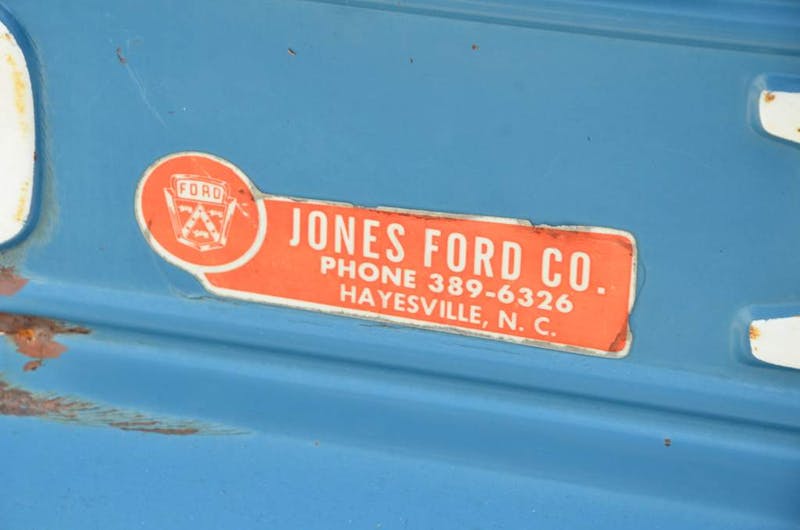 FORD
JONES FORD CO.
PHONE 389-6326
HAYESVILLE, N. C.